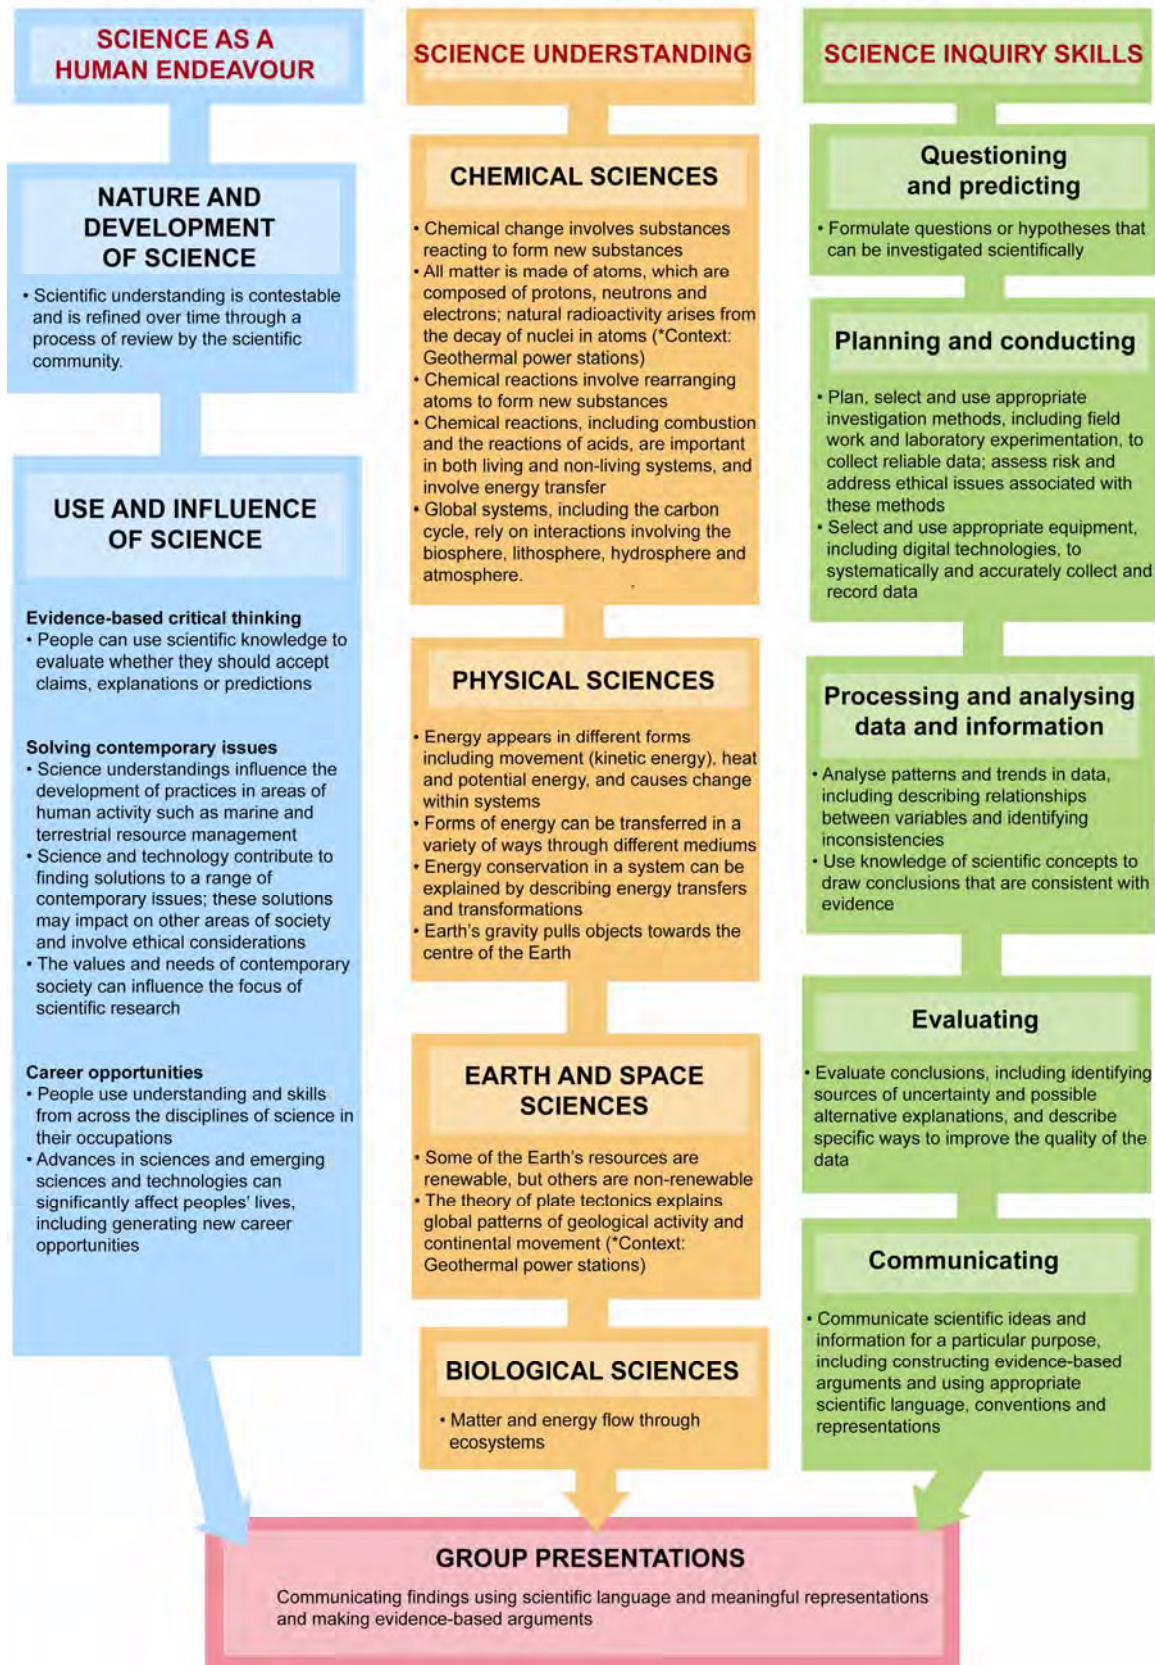 SCIENCE AS A
HUMAN ENDEAVOUR
NATURE AND
DEVELOPMENT
OF SCIENCE
• Scientific understanding is contestable
and is refined over time through a
process of review by the scientific
community.
USE AND INFLUENCE
OF SCIENCE
Evidence-based critical thinking
• People can use scientific knowledge to
evaluate whether they should accept
claims, explanations or predictions
Solving contemporary issues
• Science understandings influence the
development of practices in areas of
human activity such as marine and
terrestrial resource management
• Science and technology contribute to
finding solutions to a range of
contemporary issues; these solutions
may impact on other areas of society
and involve ethical considerations
• The values and needs of contemporary
society can influence the focus of
scientific research
Career opportunities
• People use understanding and skills
from across the disciplines of science in
their occupations
• Advances in sciences and emerging
sciences and technologies can
significantly affect peoples' lives,
including generating new career
opportunities
SCIENCE UNDERSTANDING
CHEMICAL SCIENCES
• Chemical change involves substances
reacting to form new substances
• All matter is made of atoms, which are
composed of protons, neutrons and
electrons; natural radioactivity arises from
the decay of nuclei in atoms (*Context:
Geothermal power stations)
• Chemical reactions involve rearranging
atoms to form new substances
• Chemical reactions, including combustion
and the reactions of acids, are important
in both living and non-living systems, and
involve energy transfer
• Global systems, including the carbon
cycle, rely on interactions involving the
biosphere, lithosphere, hydrosphere and
atmosphere.
PHYSICAL SCIENCES
• Energy appears in different forms
including movement (kinetic energy), heat
and potential energy, and causes change
within systems
• Forms of energy can be transferred in a
variety of ways through different mediums
• Energy conservation in a system can be
explained by describing energy transfers
and transformations
• Earth's gravity pulls objects towards the
centre of the Earth
EARTH AND SPACE
SCIENCES
• Some of the Earth's resources are
renewable, but others are non-renewable
• The theory of plate tectonics explains
global patterns of geological activity and
continental movement (*Context:
Geothermal power stations)
BIOLOGICAL SCIENCES
• Matter and energy flow through
ecosystems
SCIENCE INQUIRY SKILLS
Questioning
and predicting
• Formulate questions or hypotheses that
can be investigated scientifically
Planning and conducting
• Plan, select and use appropriate
investigation methods, including field
work and laboratory experimentation, to
collect reliable data; assess risk and
address ethical issues associated with
these methods
• Select and use appropriate equipment,
including digital technologies, to
systematically and accurately collect and
record data
Processing and analysing
data and information
• Analyse patterns and trends in data,
including describing relationships
between variables and identifying
inconsistencies
• Use knowledge of scientific concepts to
draw conclusions that are consistent with
evidence
Evaluating
• Evaluate conclusions, including identifying
sources of uncertainty and possible
alternative explanations, and describe
specific ways to improve the quality of the
data
Communicating
• Communicate scientific ideas and
information for a particular purpose,
including constructing evidence-based
arguments and using appropriate
scientific language, conventions and
representations
GROUP PRESENTATIONS
Communicating findings using scientific language and meaningful representations
and making evidence-based arguments